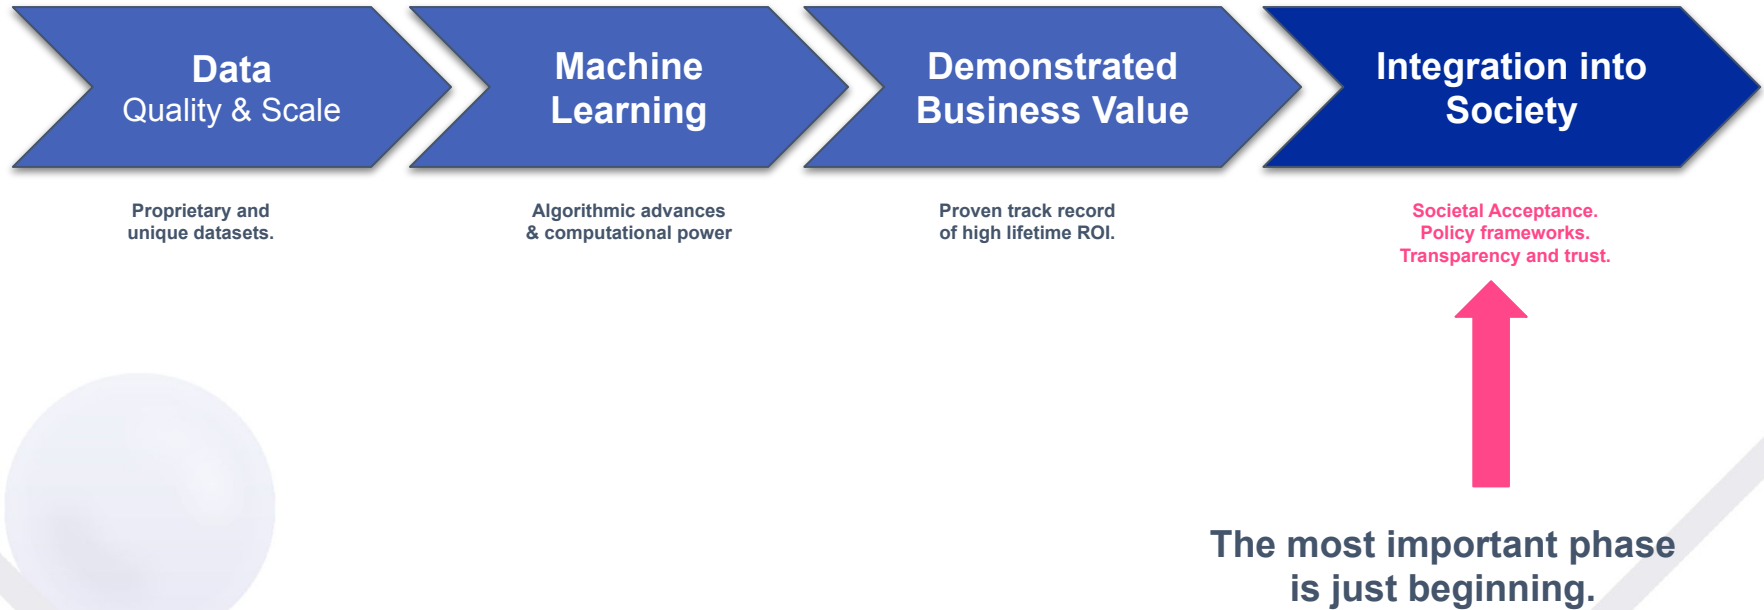 Data
Quality & Scale
Machine
Learning
Demonstrated
Business Value
Integration into
Society
Proprietary and
unique datasets.
Algorithmic advances
& computational power
Proven track record
of high lifetime ROI.
Societal Acceptance.
Policy frameworks.
Transparency and trust.
The most important phase
is just beginning.